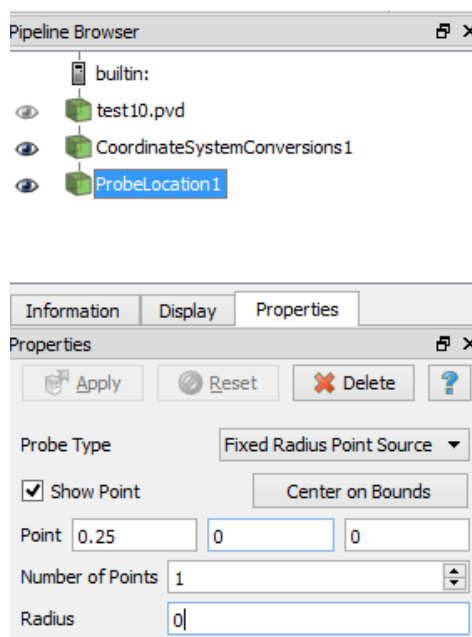 Pipeline Browser
builtin:
test10.pvd
CoordinateSystemConversions1
ProbeLocation1
Information Display Properties
Properties
Apply Reset Delete ?
Probe Type Fixed Radius Point Source
Show Point Center on Bounds
Point 0.25 0 0
Number of Points 1
Radius 0